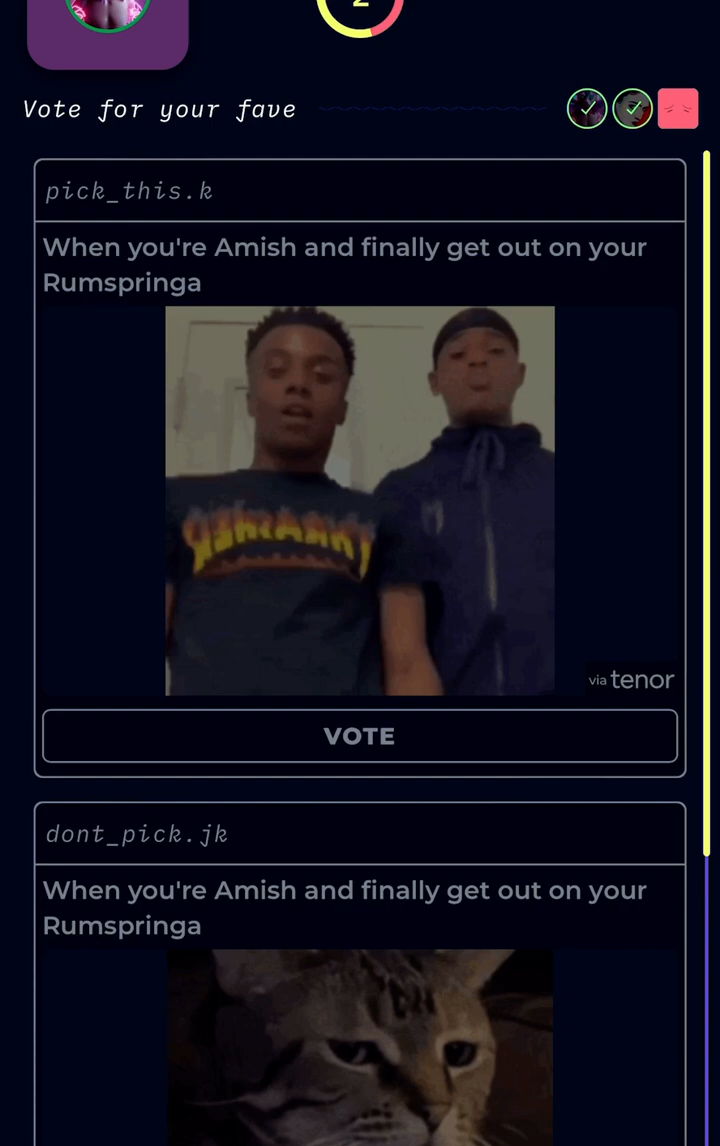 2
Vote for your fave
pick_this.k
When you're Amish and finally get out on your
Rumspringa
via tenor
VOTE
dont_pick.jk
When you're Amish and finally get out on your
Rumspringa